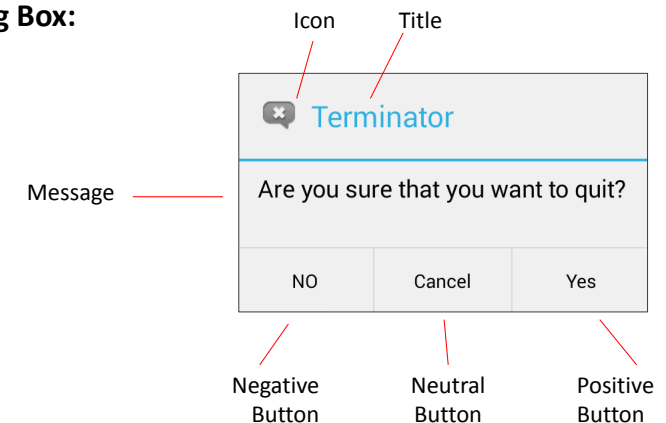 g Box:
Icon Title
Terminator
Message
Are you sure that you want to quit?
NO Cancel Yes
Negative Neutral Positive
Button Button Button